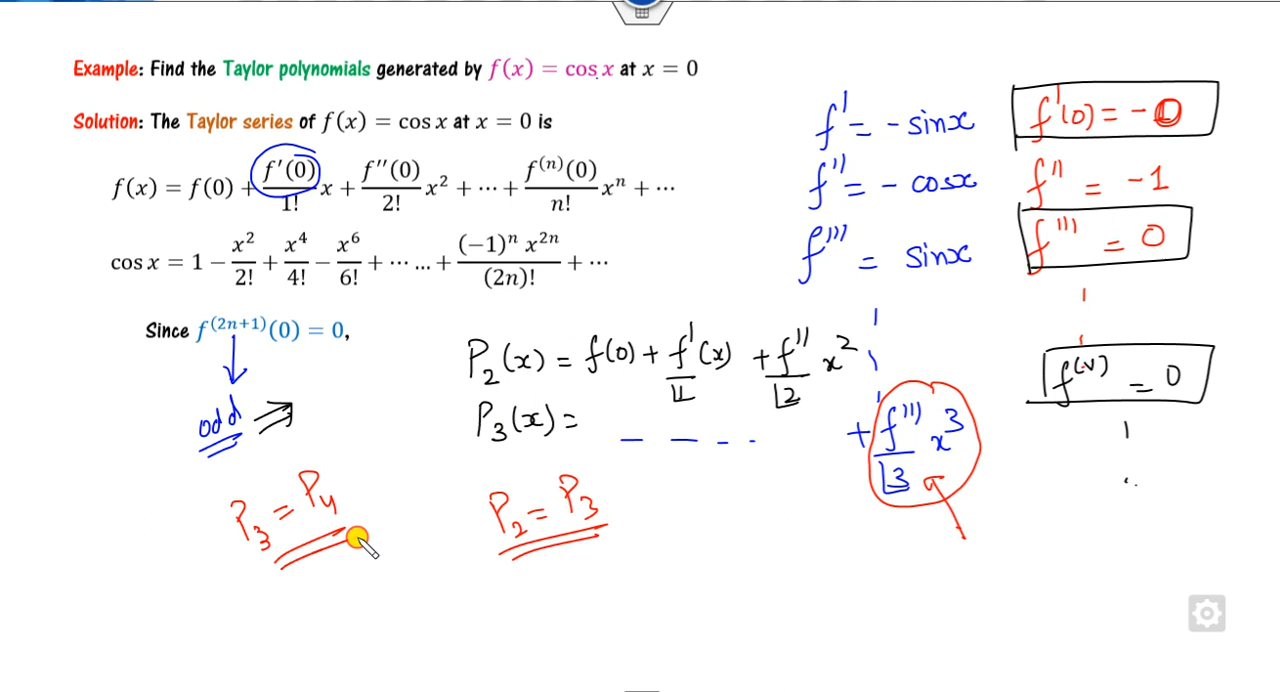 Example: Find the Taylor polynomials generated by f(x) = cos x at x = 0
Solution: The Taylor series of f(x) = cos x at x = 0 is
f(x) = f(0) + f′(0)/1! x + f″(0)/2! x² + ⋯ + f⁽ⁿ⁾(0)/n! xⁿ + ⋯
cos x = 1 − x²/2! + x⁴/4! − x⁶/6! + ⋯ … + (−1)ⁿ x²ⁿ/(2n)! + ⋯
Since f⁽²ⁿ⁺¹⁾(0) = 0,
odd ⇒
P₃ = P₄
P₂(x) = f(0) + f′/⌊1 (x) + f″/⌊2 x²
P₃(x) = – – – - - + f‴/⌊3 x³
P₂ = P₃
f′ = − sinx
f″ = − cosx
f‴ = sinx
f′(0) = −0
f″ = −1
f‴ = 0
f⁽ⁱᵛ⁾ = 0